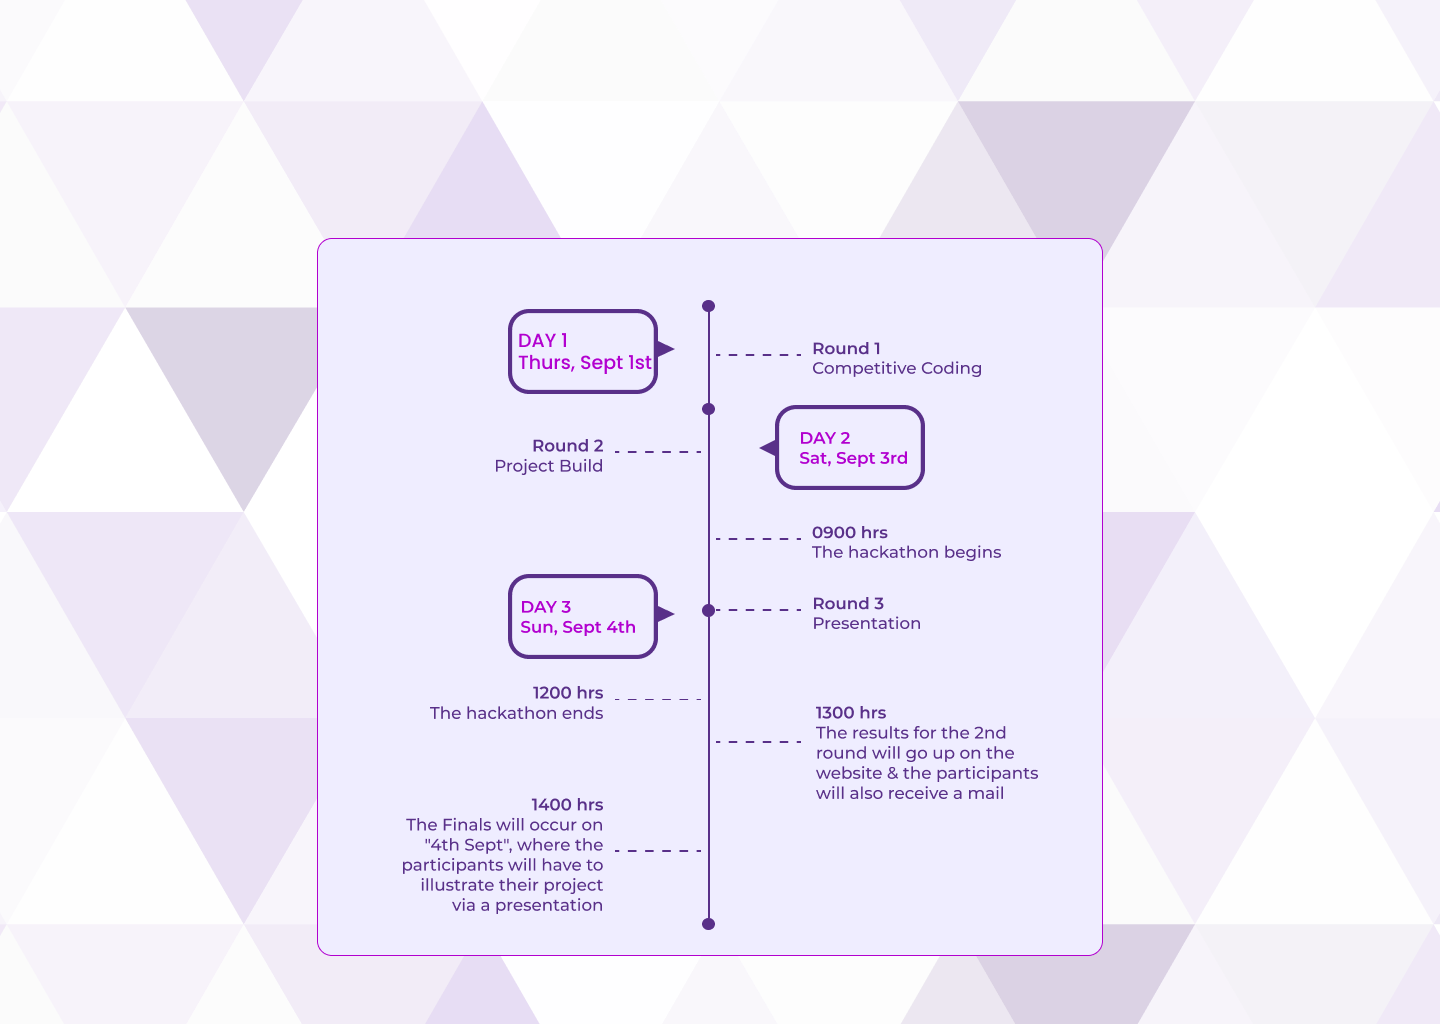 DAY 1
Thurs, Sept 1st
Round 1
Competitive Coding
Round 2
Project Build
DAY 2
Sat, Sept 3rd
0900 hrs
The hackathon begins
DAY 3
Sun, Sept 4th
Round 3
Presentation
1200 hrs
The hackathon ends
1300 hrs
The results for the 2nd
round will go up on the
website & the participants
will also receive a mail
1400 hrs
The Finals will occur on
"4th Sept", where the
participants will have to
illustrate their project
via a presentation